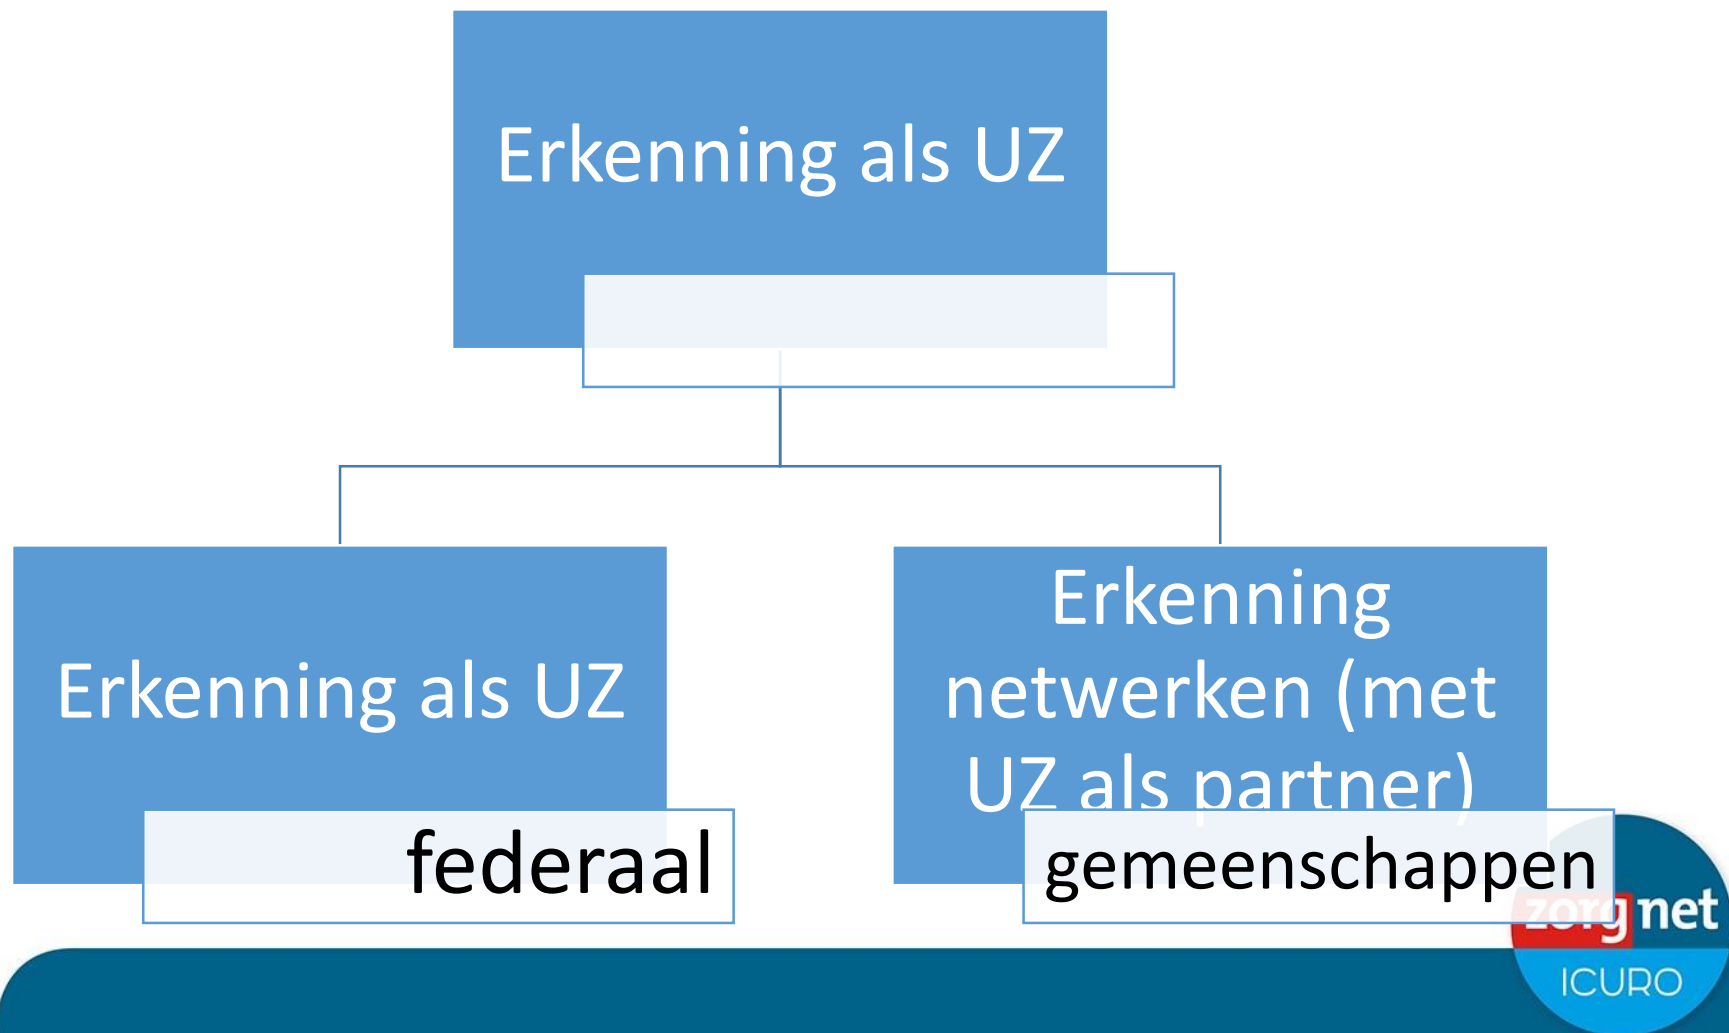 Erkenning als UZ
Erkenning als UZ
federaal
Erkenning
netwerken (met
UZ als partner)
gemeenschappen
zorgnet
ICURO